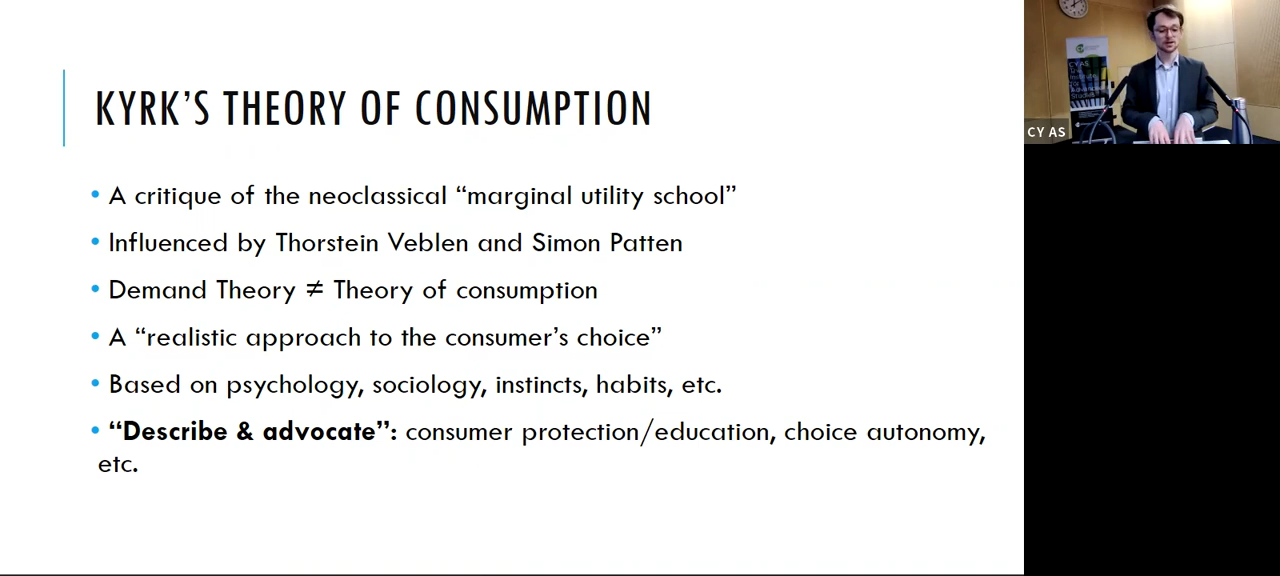 KYRK'S THEORY OF CONSUMPTION
• A critique of the neoclassical “marginal utility school”
• Influenced by Thorstein Veblen and Simon Patten
• Demand Theory ≠ Theory of consumption
• A “realistic approach to the consumer's choice”
• Based on psychology, sociology, instincts, habits, etc.
• “Describe & advocate”: consumer protection/education, choice autonomy,
etc.
CY AS